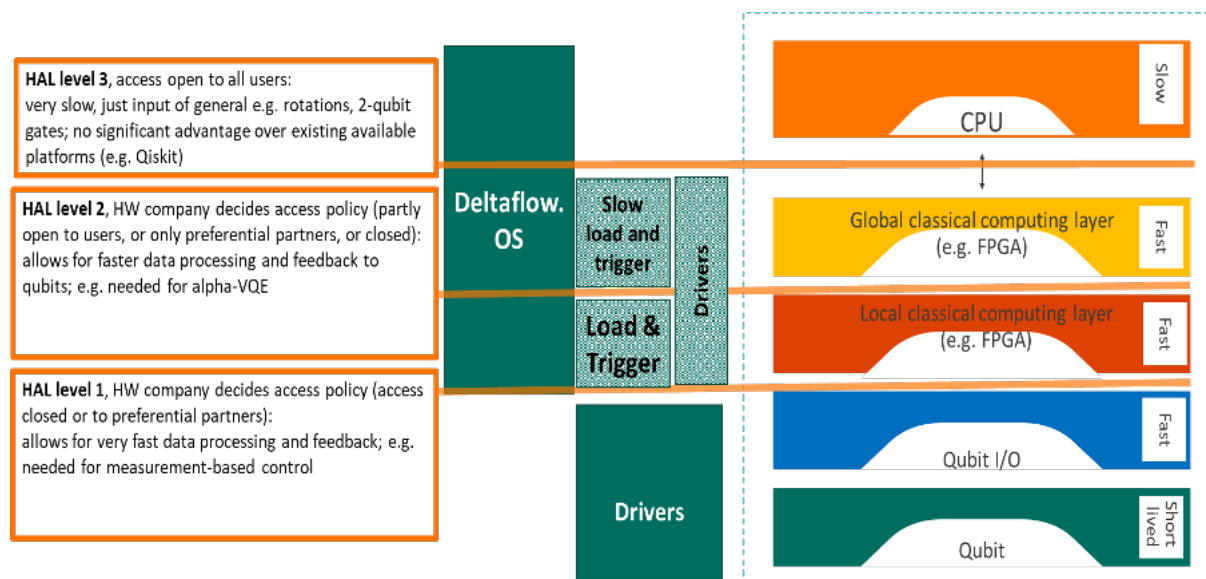 HAL level 3, access open to all users:
very slow, just input of general e.g. rotations, 2-qubit
gates; no significant advantage over existing available
platforms (e.g. Qiskit)
HAL level 2, HW company decides access policy (partly
open to users, or only preferential partners, or closed):
allows for faster data processing and feedback to
qubits; e.g. needed for alpha-VQE
HAL level 1, HW company decides access policy (access
closed or to preferential partners):
allows for very fast data processing and feedback; e.g.
needed for measurement-based control
Deltaflow.
OS
Slow
load and
trigger
Load &
Trigger
Drivers
Drivers
CPU
Slow
Global classical computing layer
(e.g. FPGA)
Fast
Local classical computing layer
(e.g. FPGA)
Fast
Qubit I/O
Fast
Qubit
Short
lived